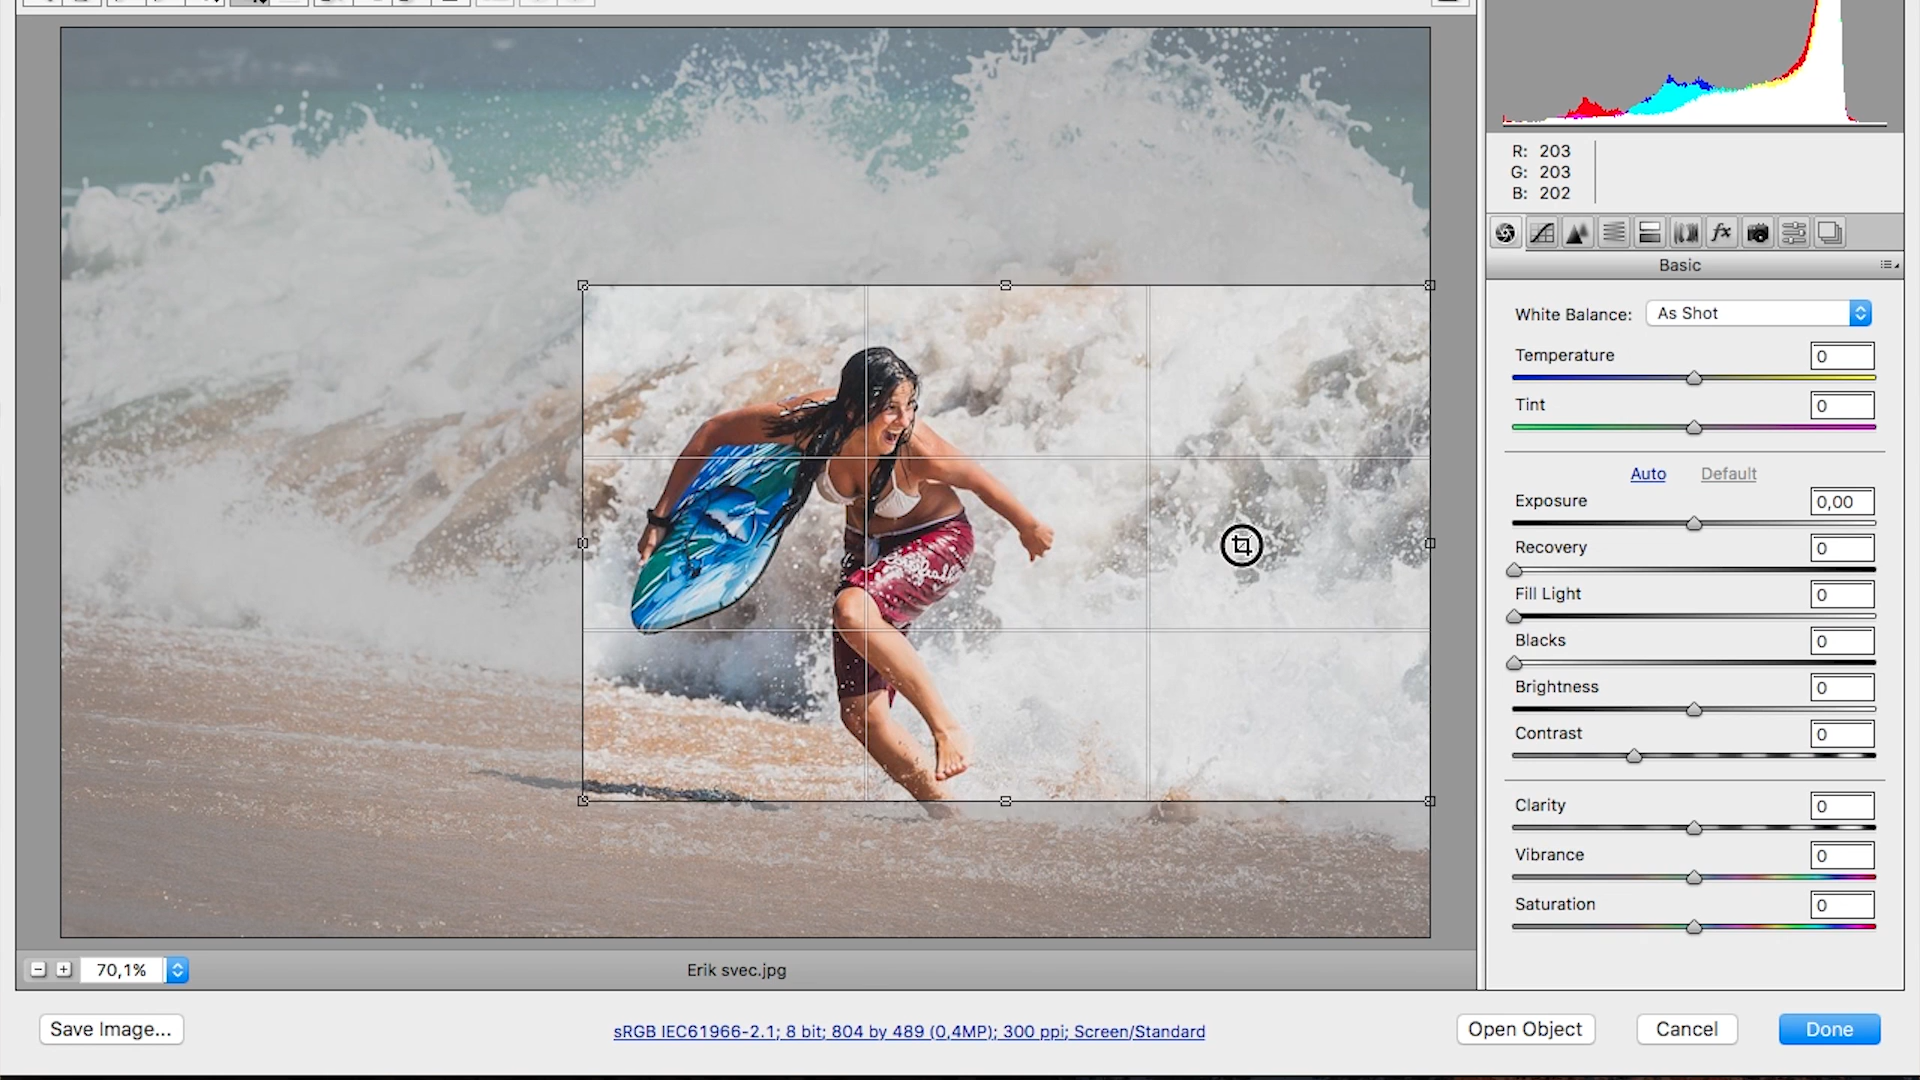 R: 203
G: 203
B: 202
fx
Basic
White Balance: As Shot
Temperature 0
Tint 0
Auto Default
Exposure 0,00
Recovery 0
Fill Light 0
Blacks 0
Brightness 0
Contrast 0
Clarity 0
Vibrance 0
Saturation 0
70,1% Erik svec.jpg
Save Image... sRGB IEC61966-2.1; 8 bit; 804 by 489 (0,4MP); 300 ppi; Screen/Standard Open Object Cancel Done